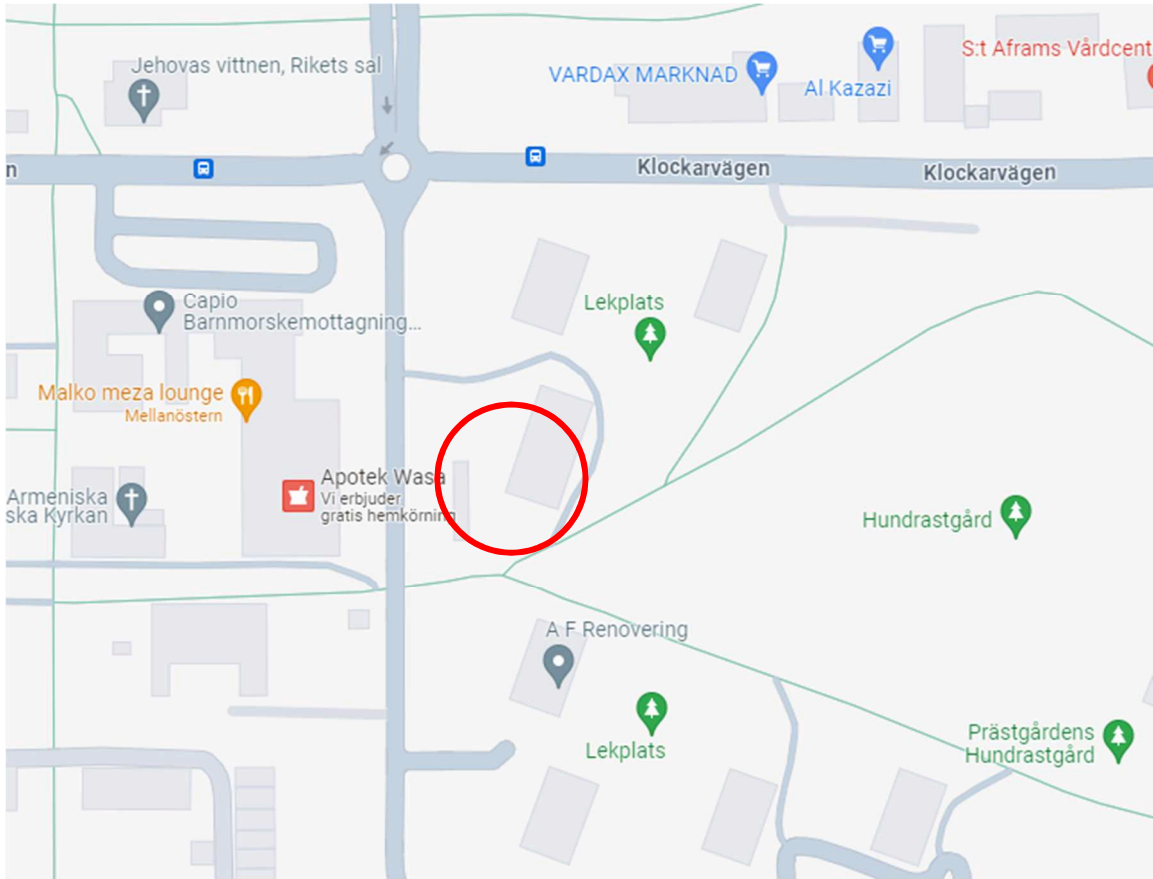 Jehovas vittnen, Rikets sal
VARDAX MARKNAD
Al Kazazi
S:t Aframs Vårdcent
n
Klockarvägen
Klockarvägen
Capio
Barnmorskemottagning...
Lekplats
Malko meza lounge
Mellanöstern
Apotek Wasa
Vi erbjuder
gratis hemkörning
Armeniska
ska Kyrkan
Hundrastgård
A F Renovering
Lekplats
Prästgårdens
Hundrastgård